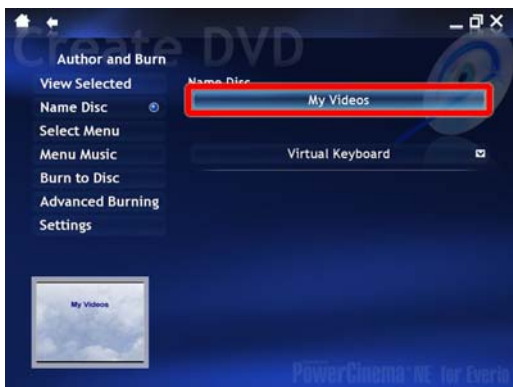 Create DVD
Author and Burn
View Selected
Name Disc
Select Menu
Menu Music
Burn to Disc
Advanced Burning
Settings
Name Disc
My Videos
Virtual Keyboard
My Videos
PowerCinema NE for Everio